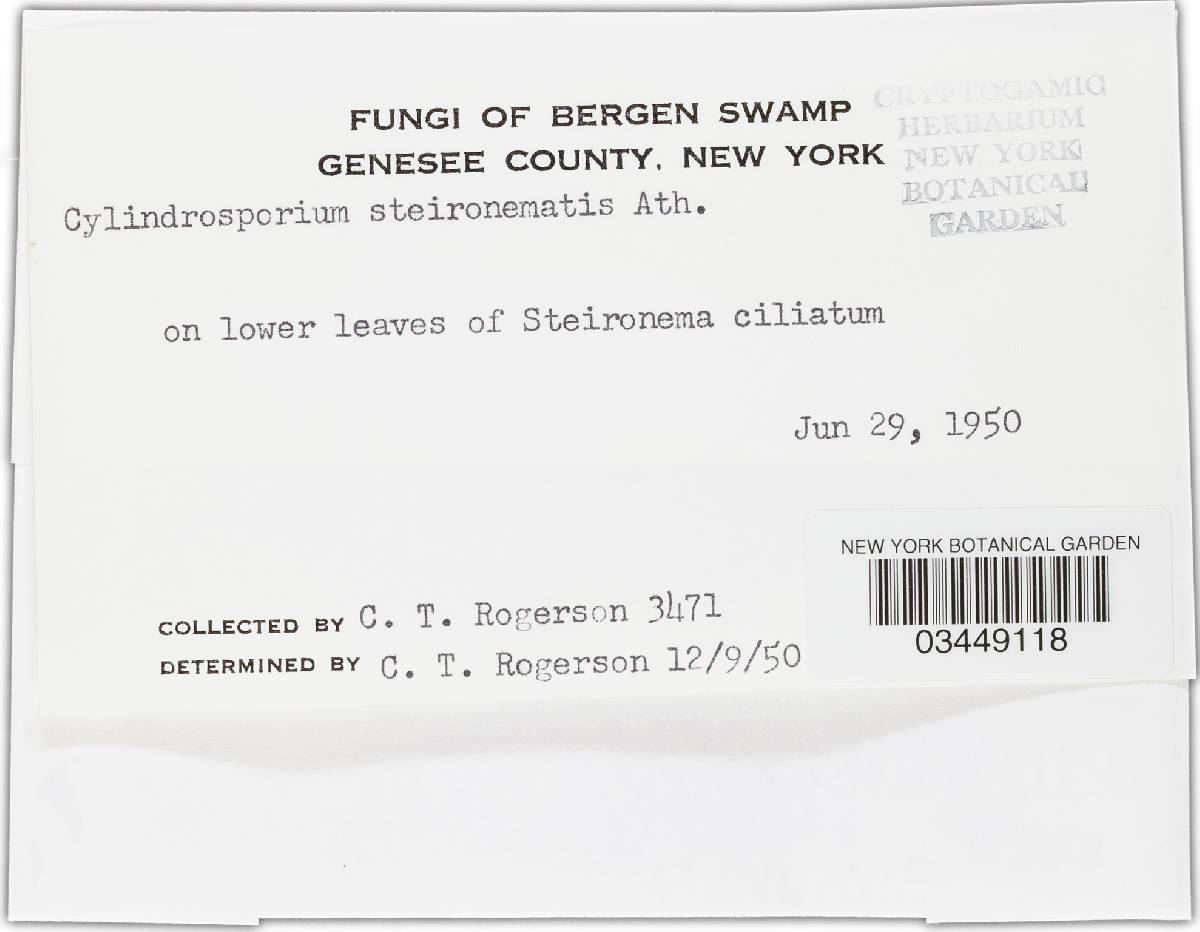 FUNGI OF BERGEN SWAMP
GENESEE COUNTY, NEW YORK
CRYPTOGAMIC
HERBARIUM
NEW YORK
BOTANICAL
GARDEN
Cylindrosporium steironematis Ath.
on lower leaves of Steironema ciliatum
Jun 29, 1950
NEW YORK BOTANICAL GARDEN
03449118
COLLECTED BY C. T. Rogerson 3471
DETERMINED BY C. T. Rogerson 12/9/50